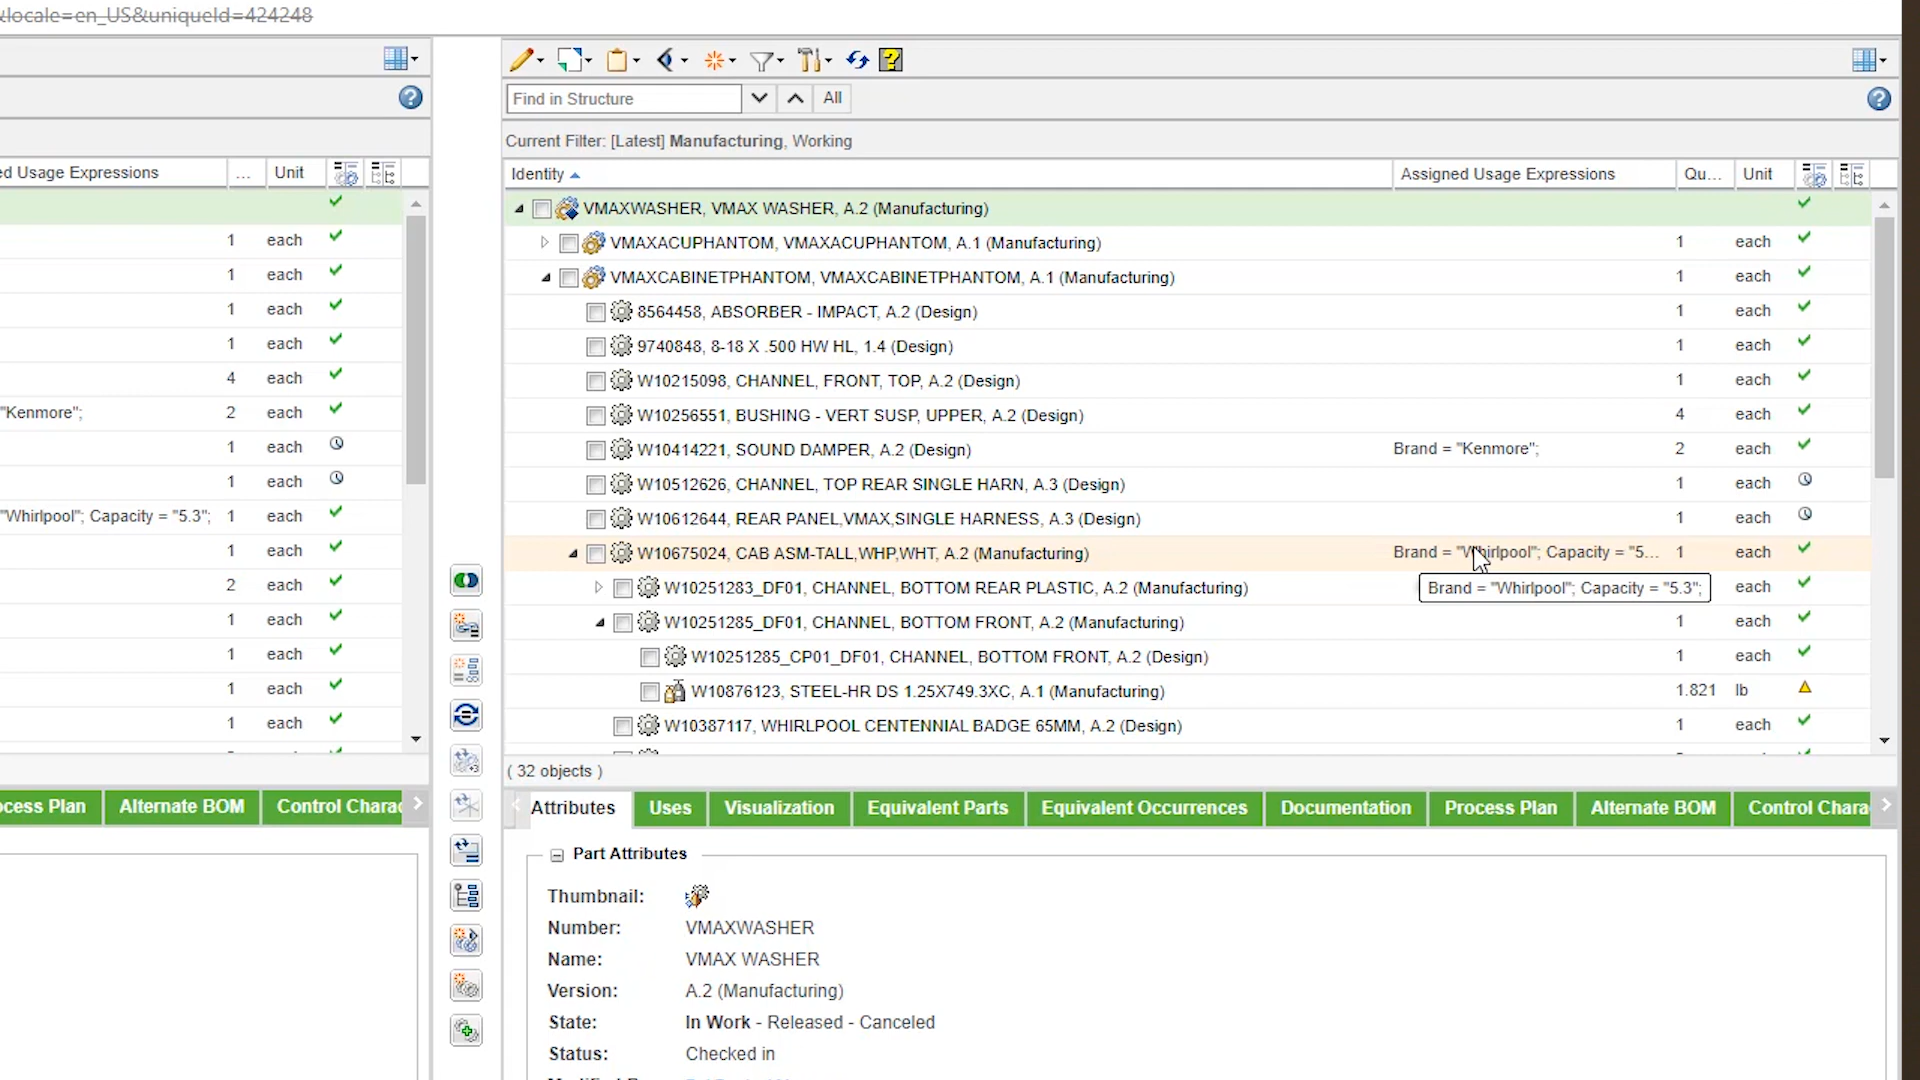 &locale=en_US&uniqueId=424248
Find in Structure
All
Current Filter: [Latest] Manufacturing, Working
ed Usage Expressions ... Unit
Identity Assigned Usage Expressions Qu... Unit
VMAXWASHER, VMAX WASHER, A.2 (Manufacturing)
1 each
VMAXACUPHANTOM, VMAXACUPHANTOM, A.1 (Manufacturing) 1 each
1 each
VMAXCABINETPHANTOM, VMAXCABINETPHANTOM, A.1 (Manufacturing) 1 each
1 each
8564458, ABSORBER - IMPACT, A.2 (Design) 1 each
1 each
9740848, 8-18 X .500 HW HL, 1.4 (Design) 1 each
4 each
W10215098, CHANNEL, FRONT, TOP, A.2 (Design) 1 each
"Kenmore"; 2 each
W10256551, BUSHING - VERT SUSP, UPPER, A.2 (Design) 4 each
1 each
W10414221, SOUND DAMPER, A.2 (Design) Brand = "Kenmore"; 2 each
1 each
W10512626, CHANNEL, TOP REAR SINGLE HARN, A.3 (Design) 1 each
"Whirlpool"; Capacity = "5.3"; 1 each
W10612644, REAR PANEL,VMAX,SINGLE HARNESS, A.3 (Design) 1 each
1 each
W10675024, CAB ASM-TALL,WHP,WHT, A.2 (Manufacturing) Brand = "Whirlpool"; Capacity = "5... 1 each
2 each
W10251283_DF01, CHANNEL, BOTTOM REAR PLASTIC, A.2 (Manufacturing) each
Brand = "Whirlpool"; Capacity = "5.3";
1 each
W10251285_DF01, CHANNEL, BOTTOM FRONT, A.2 (Manufacturing) 1 each
1 each
W10251285_CP01_DF01, CHANNEL, BOTTOM FRONT, A.2 (Design) 1 each
1 each
W10876123, STEEL-HR DS 1.25X749.3XC, A.1 (Manufacturing) 1.821 lb
1 each
W10387117, WHIRLPOOL CENTENNIAL BADGE 65MM, A.2 (Design) 1 each
( 32 objects )
ocess Plan Alternate BOM Control Charac
Attributes Uses Visualization Equivalent Parts Equivalent Occurrences Documentation Process Plan Alternate BOM Control Chara
Part Attributes
Thumbnail:
Number: VMAXWASHER
Name: VMAX WASHER
Version: A.2 (Manufacturing)
State: In Work - Released - Canceled
Status: Checked in